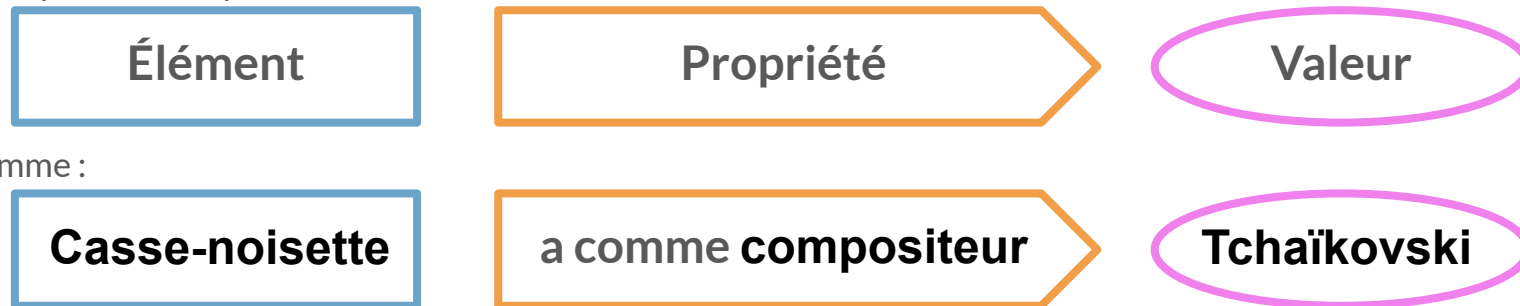 Élément Propriété Valeur
mme :
Casse-noisette a comme compositeur Tchaïkovski